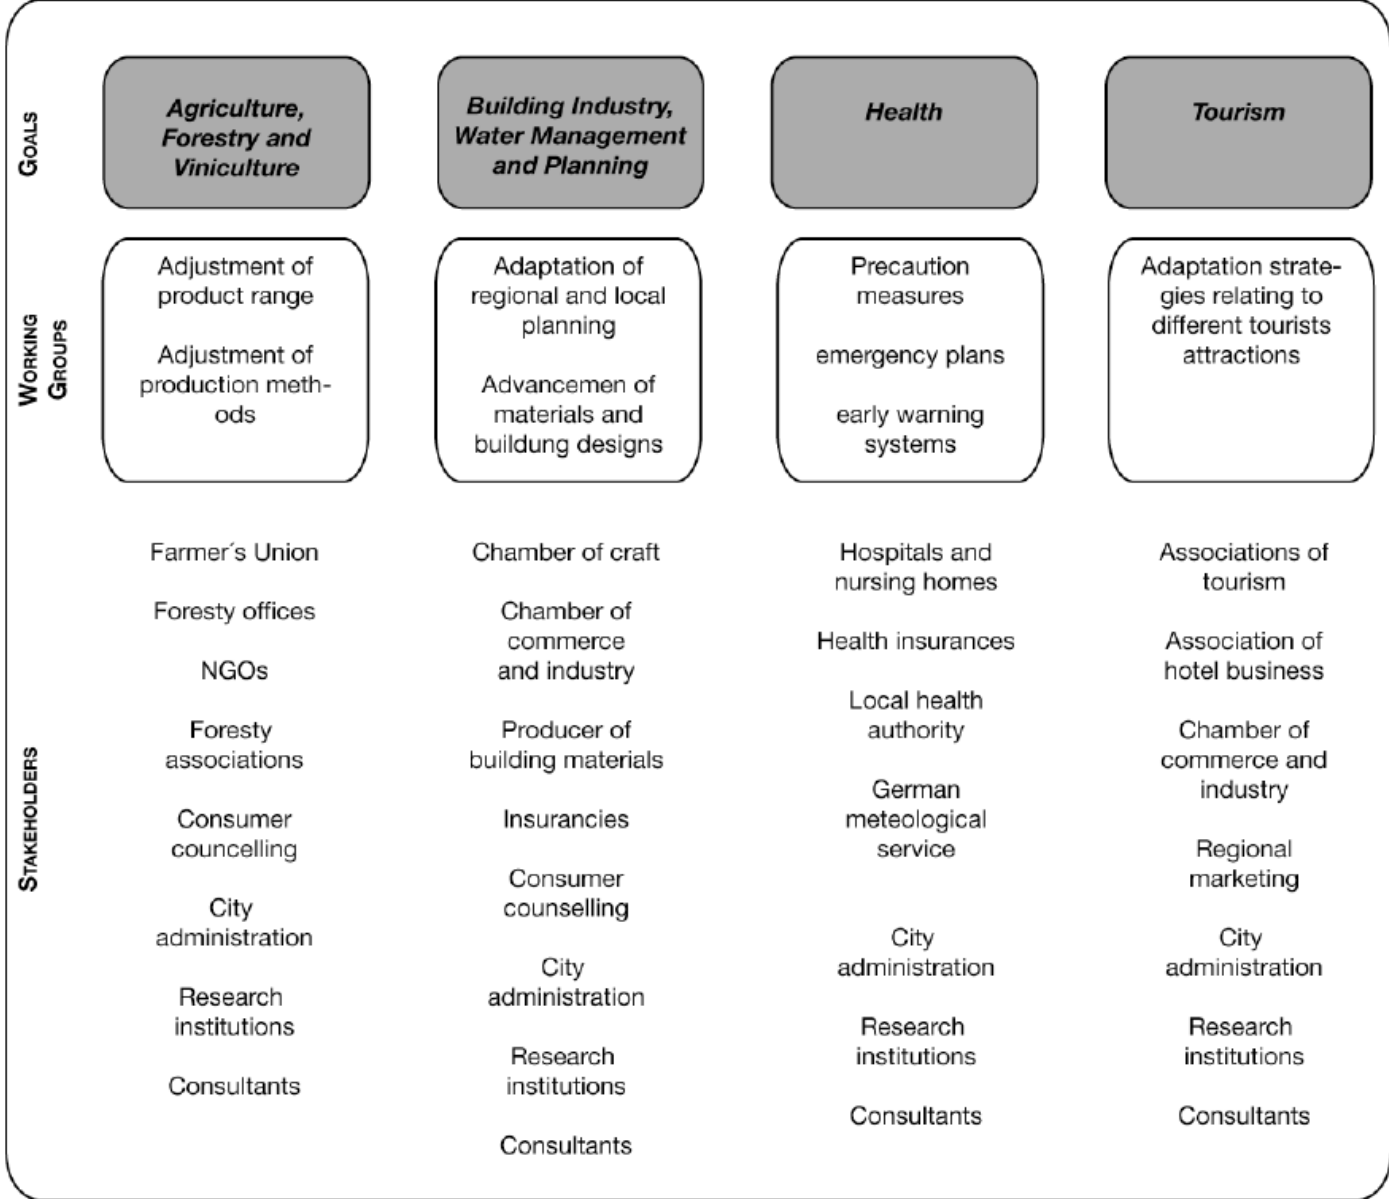 GOALS
Agriculture,
Forestry and
Viniculture
Building Industry,
Water Management
and Planning
Health
Tourism
WORKING
GROUPS
Adjustment of
product range
Adjustment of
production meth-
ods
Adaptation of
regional and local
planning
Advancemen of
materials and
buildung designs
Precaution
measures
emergency plans
early warning
systems
Adaptation strate-
gies relating to
different tourists
attractions
STAKEHOLDERS
Farmer´s Union
Foresty offices
NGOs
Foresty
associations
Consumer
councelling
City
administration
Research
institutions
Consultants
Chamber of craft
Chamber of
commerce
and industry
Producer of
building materials
Insurancies
Consumer
counselling
City
administration
Research
institutions
Consultants
Hospitals and
nursing homes
Health insurances
Local health
authority
German
meteological
service
City
administration
Research
institutions
Consultants
Associations of
tourism
Association of
hotel business
Chamber of
commerce and
industry
Regional
marketing
City
administration
Research
institutions
Consultants